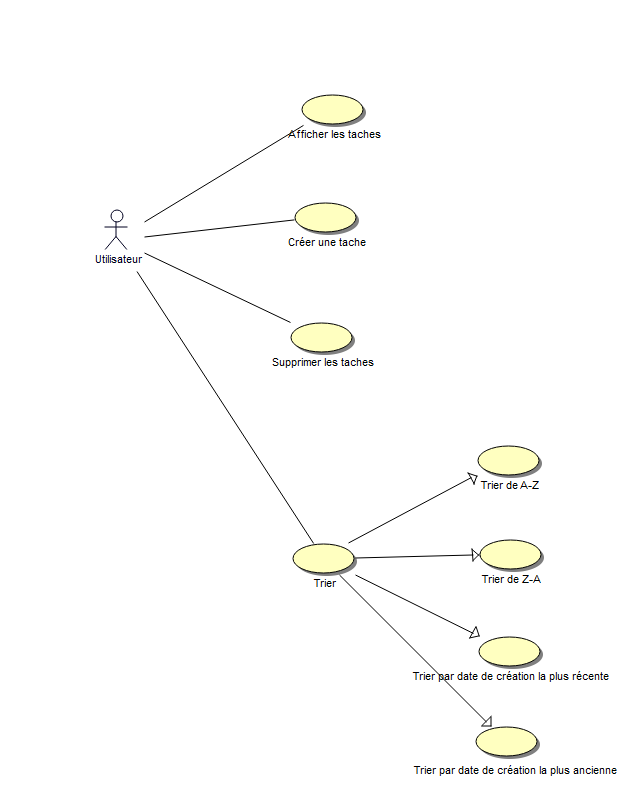 Afficher les taches
Créer une tache
Utilisateur
Supprimer les taches
Trier de A-Z
Trier de Z-A
Trier
Trier par date de création la plus récente
Trier par date de création la plus ancienne